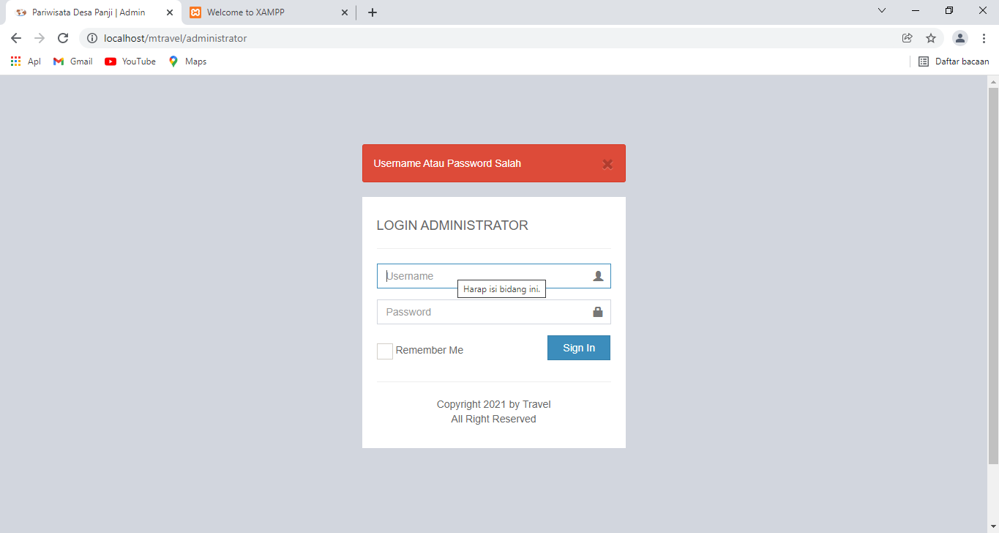 Pariwisata Desa Panji | Admin
Welcome to XAMPP
localhost/mtravel/administrator
Apl
Gmail
YouTube
Maps
Daftar bacaan
Username Atau Password Salah
LOGIN ADMINISTRATOR
Username
Harap isi bidang ini.
Password
Remember Me
Sign In
Copyright 2021 by Travel
All Right Reserved